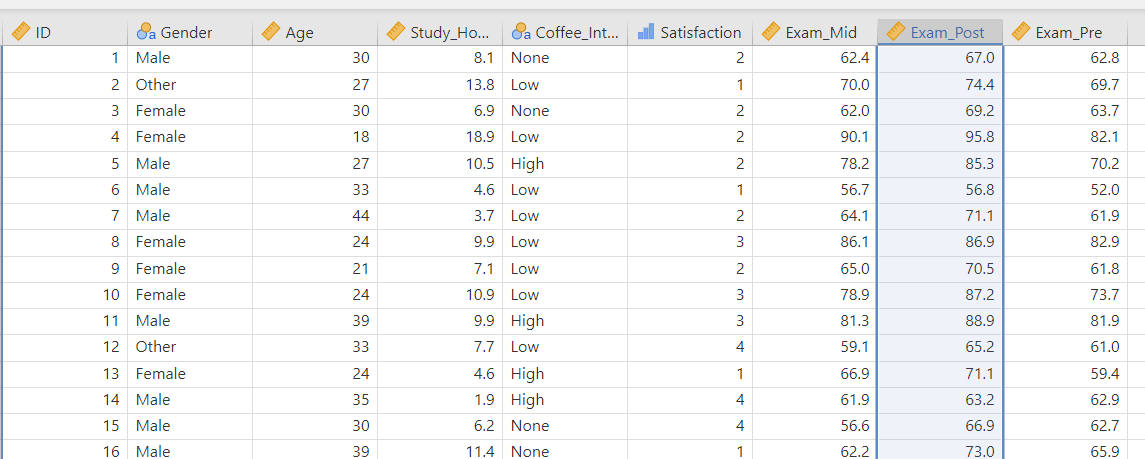 ID Gender Age Study_Ho... Coffee_Int... Satisfaction Exam_Mid Exam_Post Exam_Pre
1 Male 30 8.1 None 2 62.4 67.0 62.8
2 Other 27 13.8 Low 1 70.0 74.4 69.7
3 Female 30 6.9 None 2 62.0 69.2 63.7
4 Female 18 18.9 Low 2 90.1 95.8 82.1
5 Male 27 10.5 High 2 78.2 85.3 70.2
6 Male 33 4.6 Low 1 56.7 56.8 52.0
7 Male 44 3.7 Low 2 64.1 71.1 61.9
8 Female 24 9.9 Low 3 86.1 86.9 82.9
9 Female 21 7.1 Low 2 65.0 70.5 61.8
10 Female 24 10.9 Low 3 78.9 87.2 73.7
11 Male 39 9.9 High 3 81.3 88.9 81.9
12 Other 33 7.7 Low 4 59.1 65.2 61.0
13 Female 24 4.6 High 1 66.9 71.1 59.4
14 Male 35 1.9 High 4 61.9 63.2 62.9
15 Male 30 6.2 None 4 56.6 66.9 62.7
16 Male 39 11.4 None 1 62.2 73.0 65.9